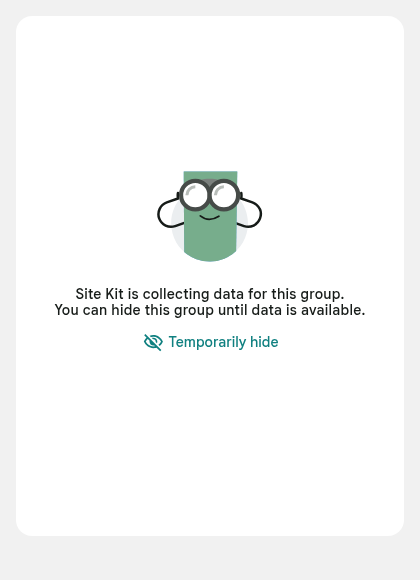 Site Kit is collecting data for this group.
You can hide this group until data is available.
Temporarily hide